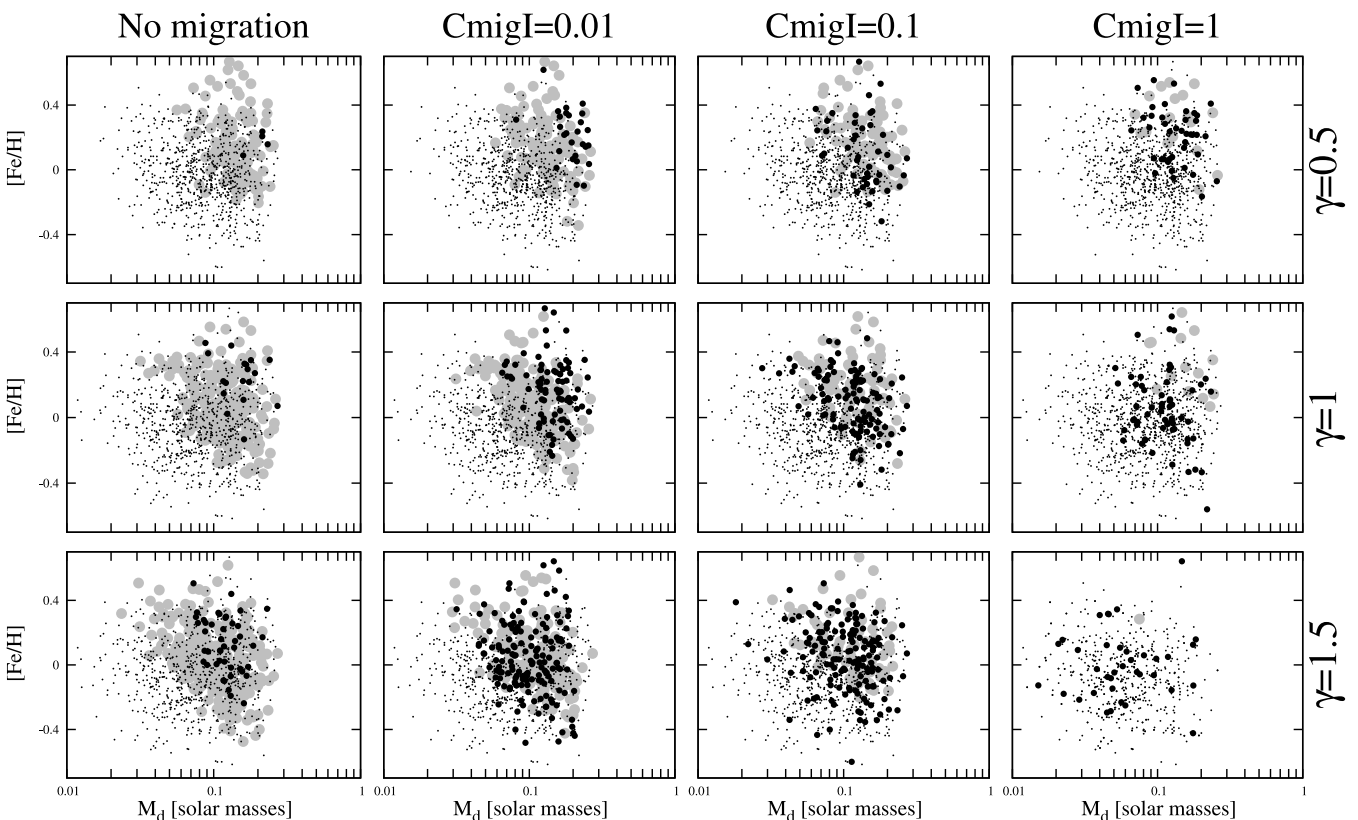 No migration CmigI=0.01 CmigI=0.1 CmigI=1
[Fe/H] 0.4 0 -0.4 γ=0.5
[Fe/H] 0.4 0 -0.4 γ=1
[Fe/H] 0.4 0 -0.4 γ=1.5
0.01 0.1 1 0.1 1 0.01 0.1 1 0.01 0.1 1
M_d [solar masses] M_d [solar masses] M_d [solar masses] M_d [solar masses]